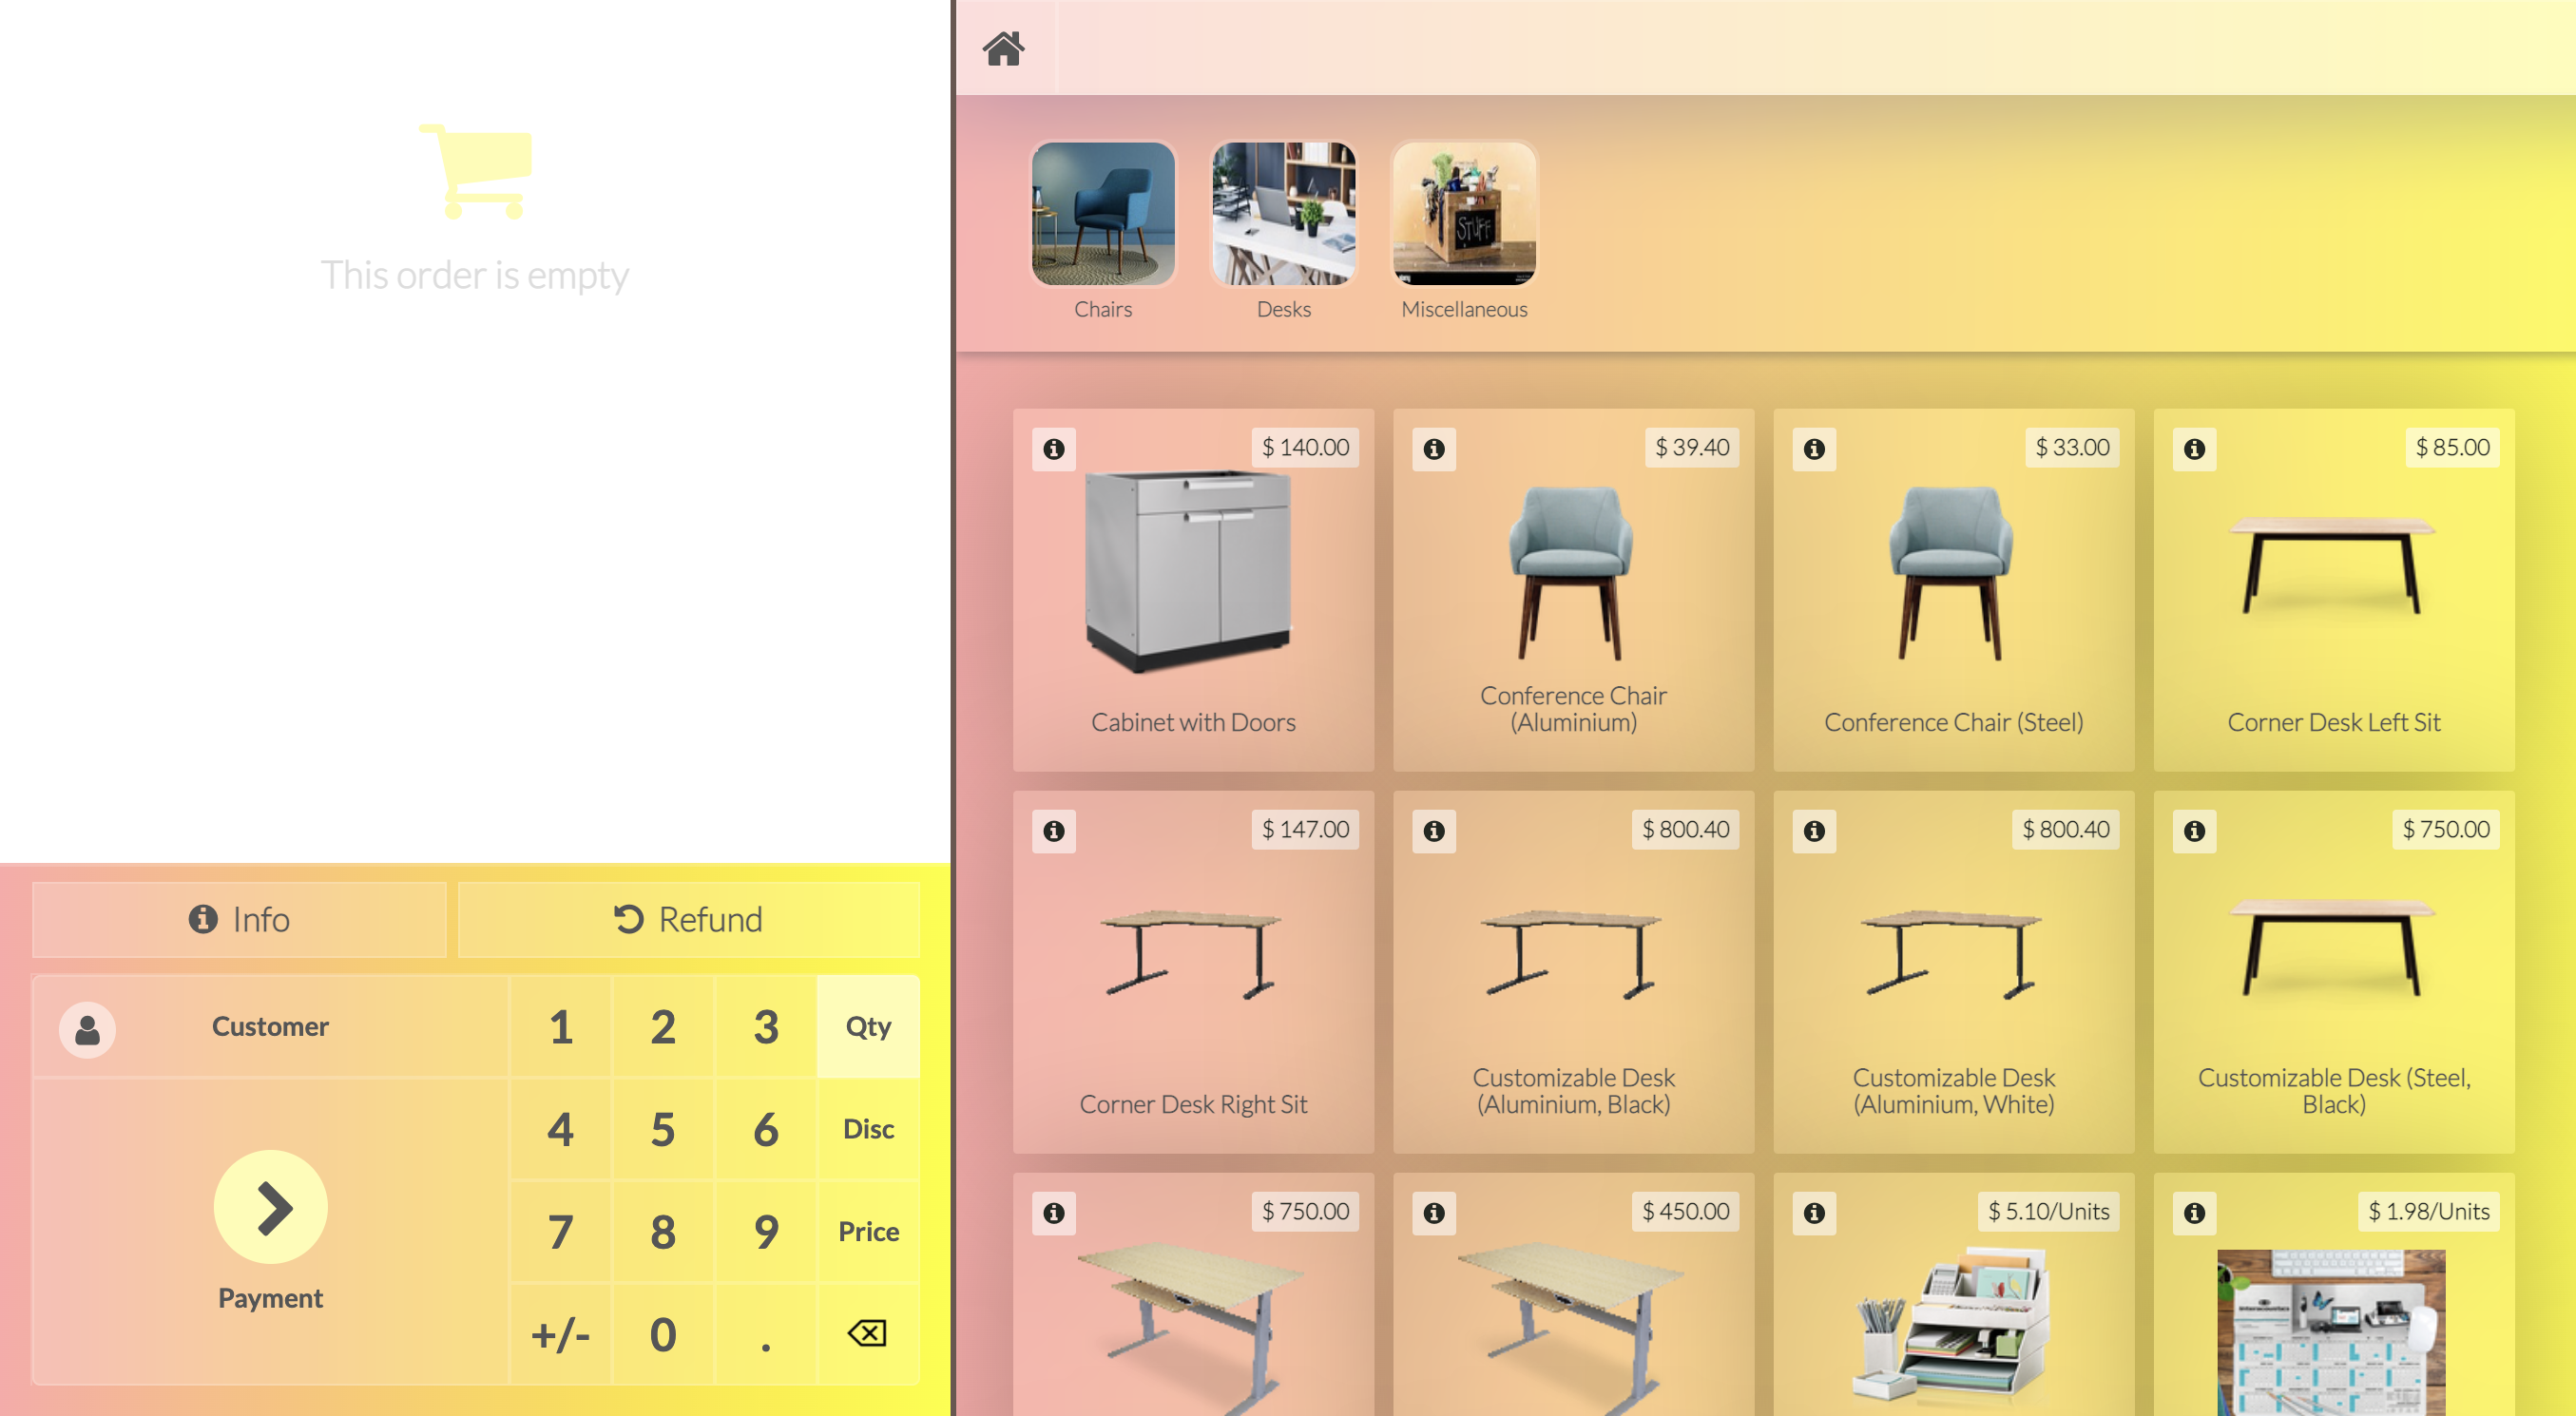 This order is empty
Info
Refund
Customer
1
2
3
Qty
4
5
6
Disc
7
8
9
Price
Payment
+/-
0
.
STUFF
Chairs
Desks
Miscellaneous
$ 140.00
Cabinet with Doors
$ 39.40
Conference Chair
(Aluminium)
$ 33.00
Conference Chair (Steel)
$ 85.00
Corner Desk Left Sit
$ 147.00
Corner Desk Right Sit
$ 800.40
Customizable Desk
(Aluminium, Black)
$ 800.40
Customizable Desk
(Aluminium, White)
$ 750.00
Customizable Desk (Steel,
Black)
$ 750.00
$ 450.00
$ 5.10/Units
$ 1.98/Units